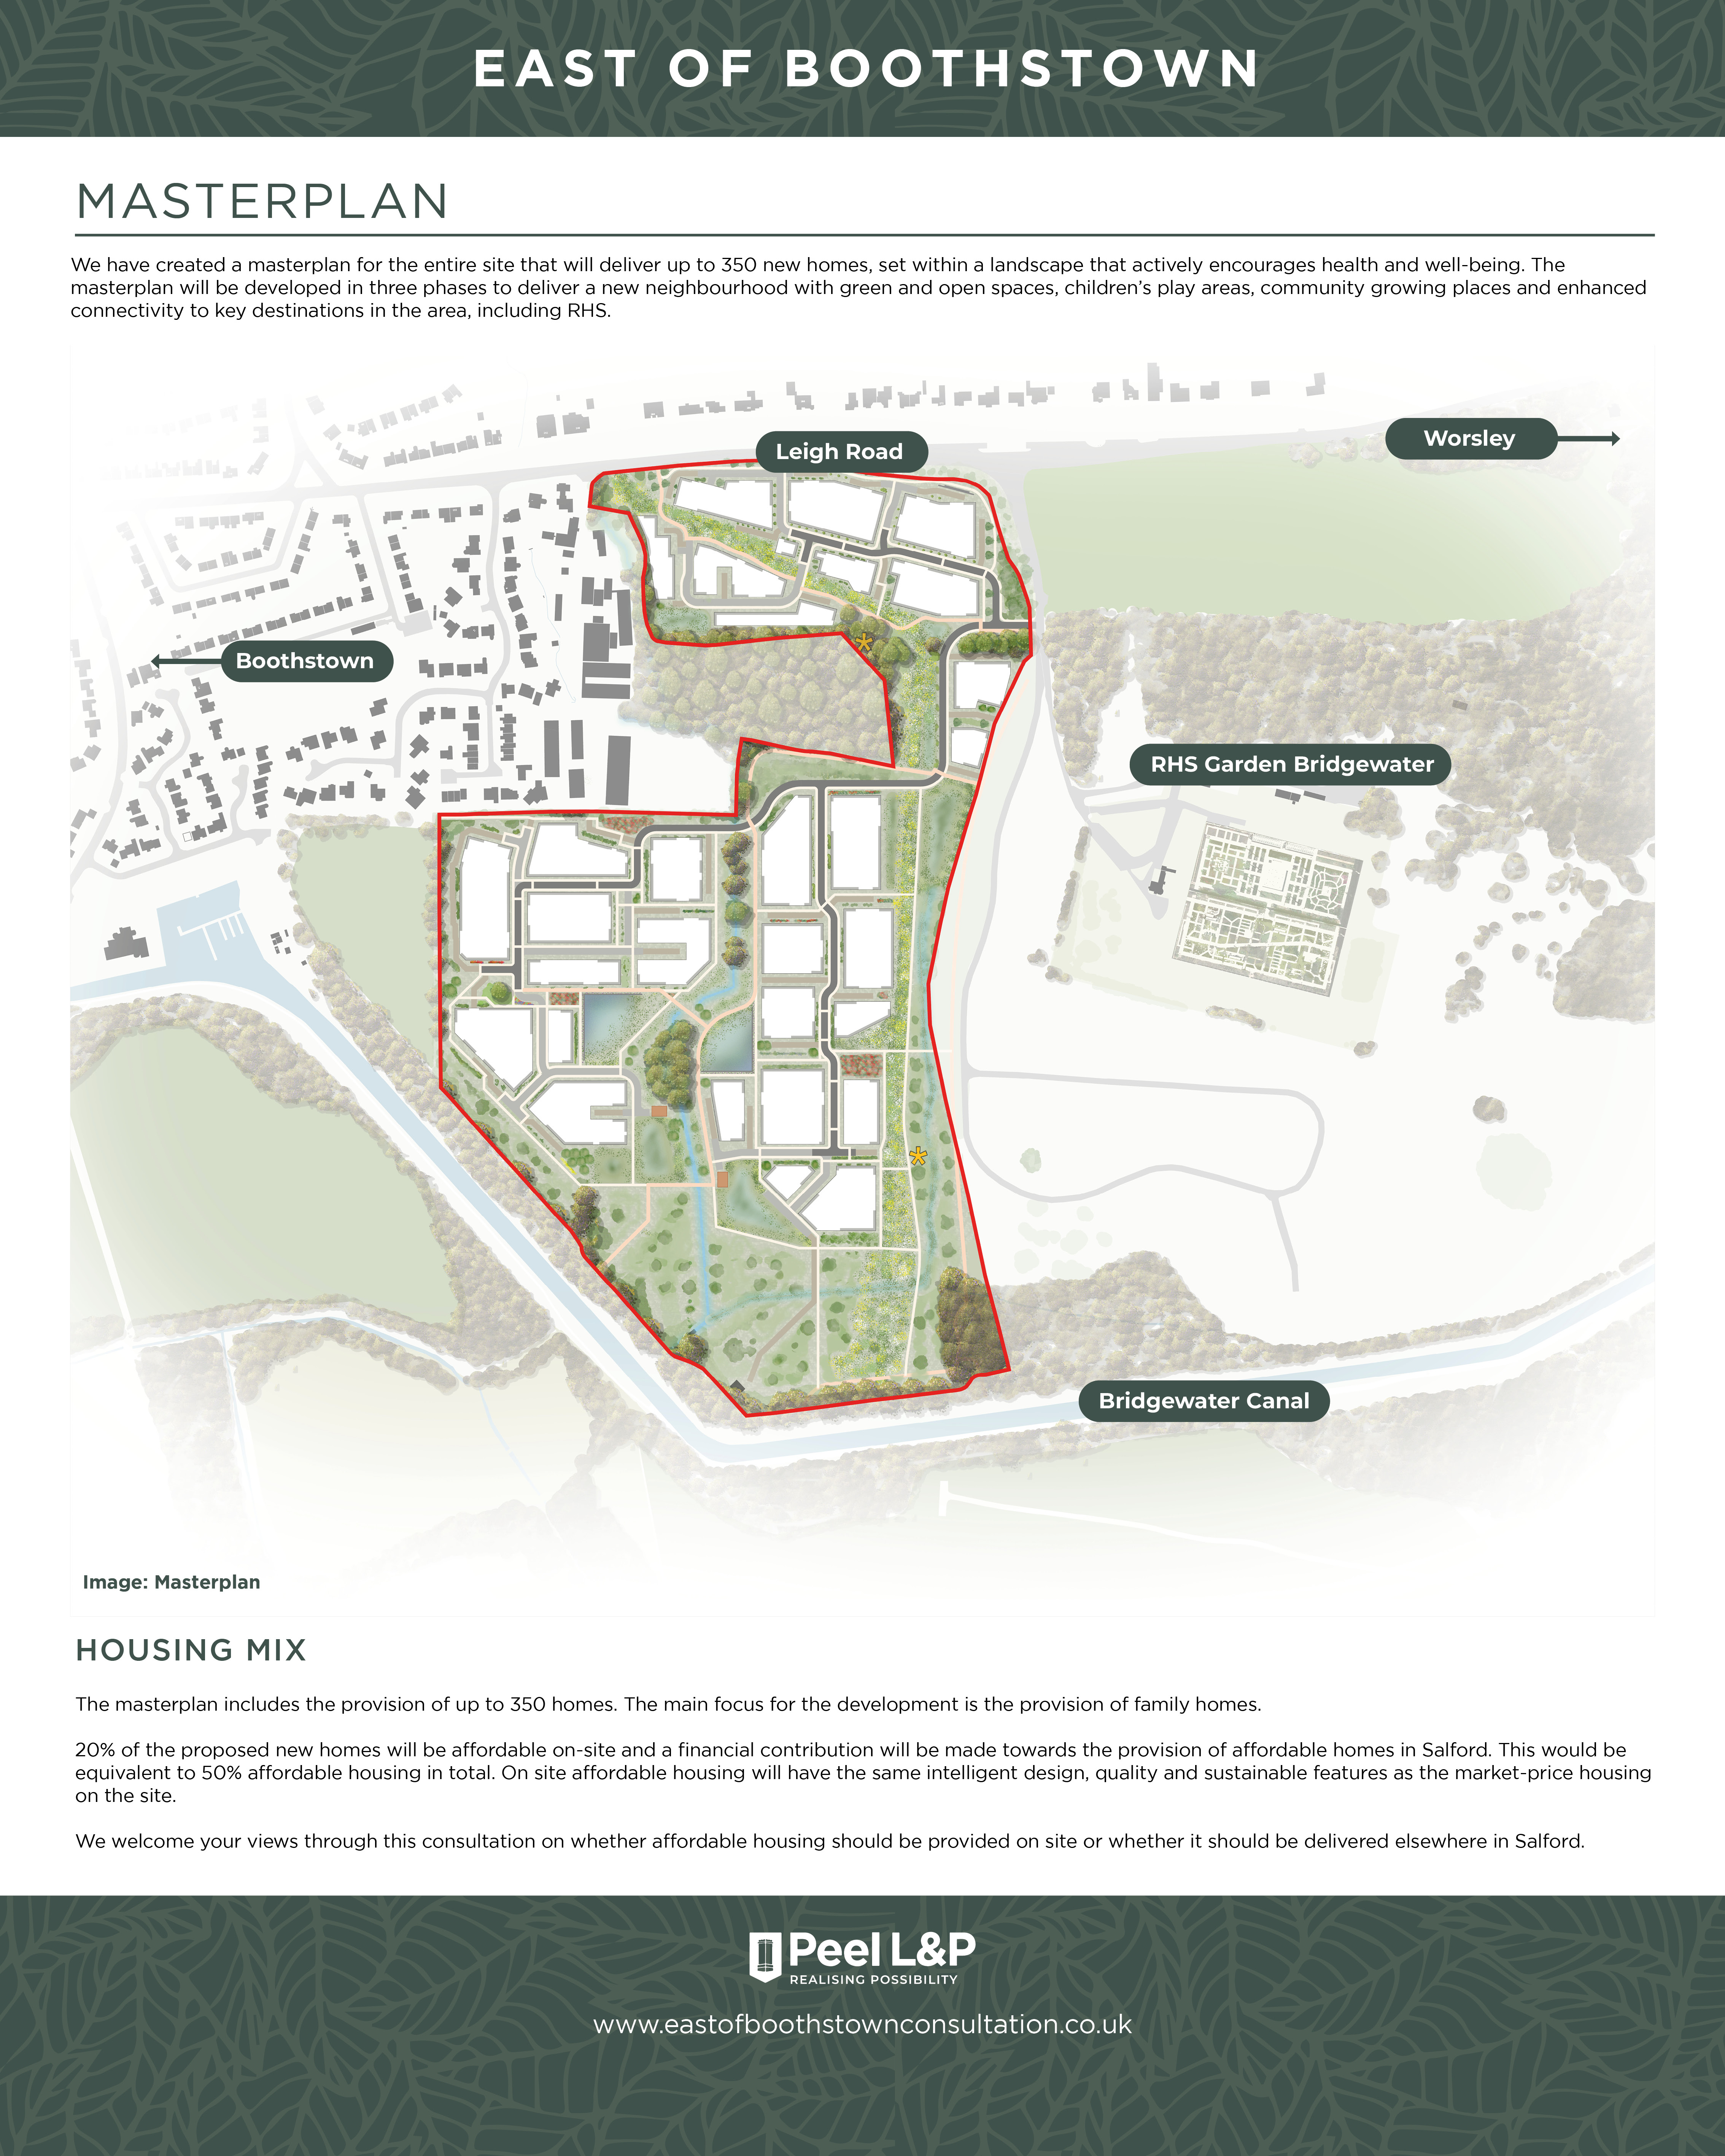 EAST OF BOOTHSTOWN
MASTERPLAN
We have created a masterplan for the entire site that will deliver up to 350 new homes, set within a landscape that actively encourages health and well-being. The
masterplan will be developed in three phases to deliver a new neighbourhood with green and open spaces, children’s play areas, community growing places and enhanced
connectivity to key destinations in the area, including RHS.
Worsley
Leigh Road
Boothstown
RHS Garden Bridgewater
Bridgewater Canal
Image: Masterplan
HOUSING MIX
The masterplan includes the provision of up to 350 homes. The main focus for the development is the provision of family homes.
20% of the proposed new homes will be affordable on-site and a financial contribution will be made towards the provision of affordable homes in Salford. This would be
equivalent to 50% affordable housing in total. On site affordable housing will have the same intelligent design, quality and sustainable features as the market-price housing
on the site.
We welcome your views through this consultation on whether affordable housing should be provided on site or whether it should be delivered elsewhere in Salford.
Peel L&P
REALISING POSSIBILITY
www.eastofboothstownconsultation.co.uk